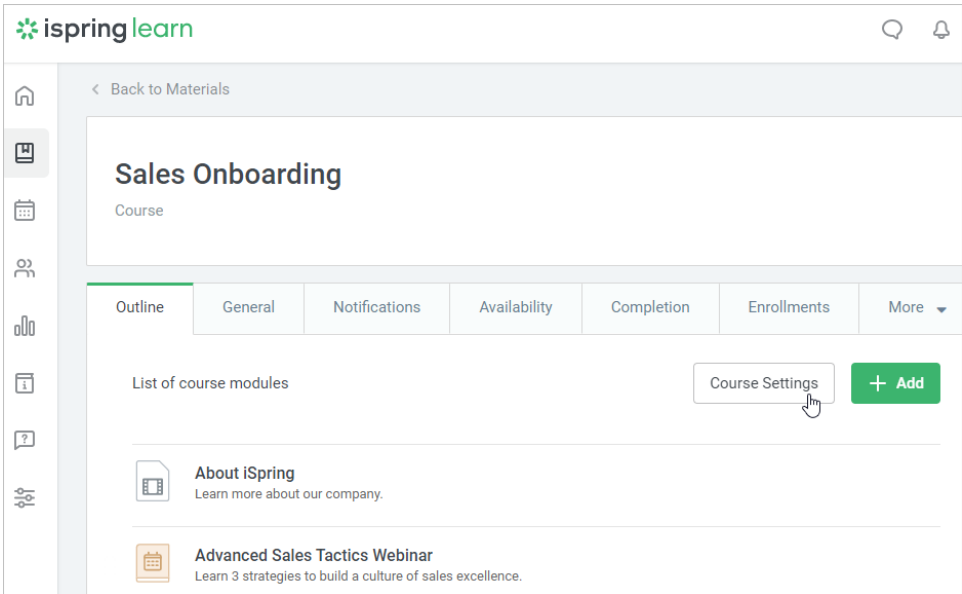 ispring learn
Back to Materials
Sales Onboarding
Course
Outline General Notifications Availability Completion Enrollments More
List of course modules Course Settings + Add
About iSpring
Learn more about our company.
Advanced Sales Tactics Webinar
Learn 3 strategies to build a culture of sales excellence.